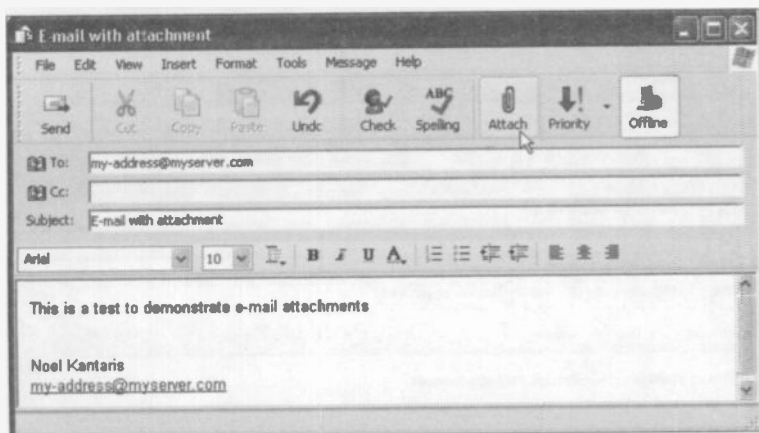 E-mail with attachment
File Edit View Insert Format Tools Message Help
Send Cut Copy Paste Undo Check ABC Spelling Attach Priority Offline
To: my-address@myserver.com
Cc:
Subject: E-mail with attachment
Arial 10 B I U A
This is a test to demonstrate e-mail attachments
Noel Kantaris
my-address@myserver.com